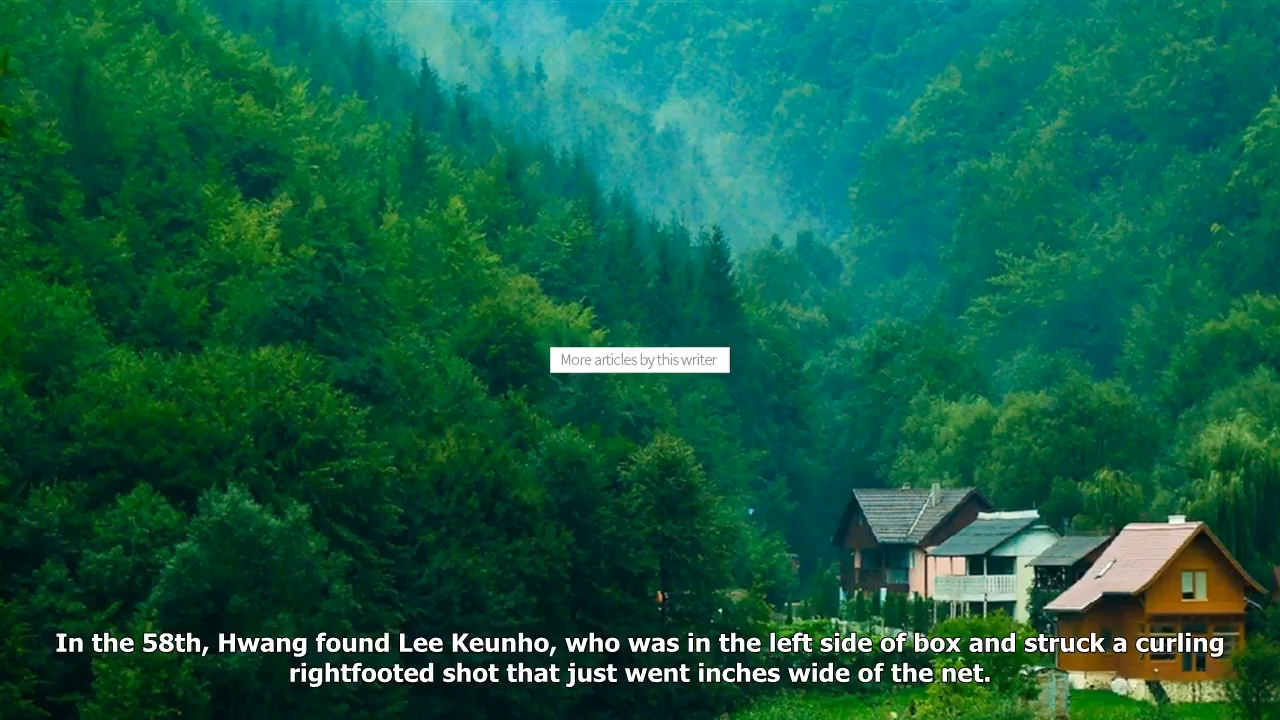 More articles by this writer
In the 58th, Hwang found Lee Keunho, who was in the left side of box and struck a curling
rightfooted shot that just went inches wide of the net.